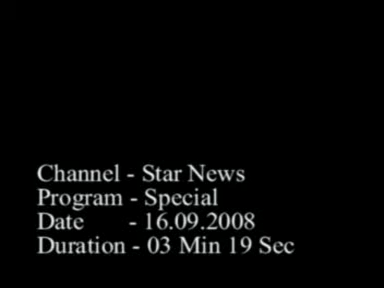 Channel - Star News
Program - Special
Date - 16.09.2008
Duration - 03 Min 19 Sec